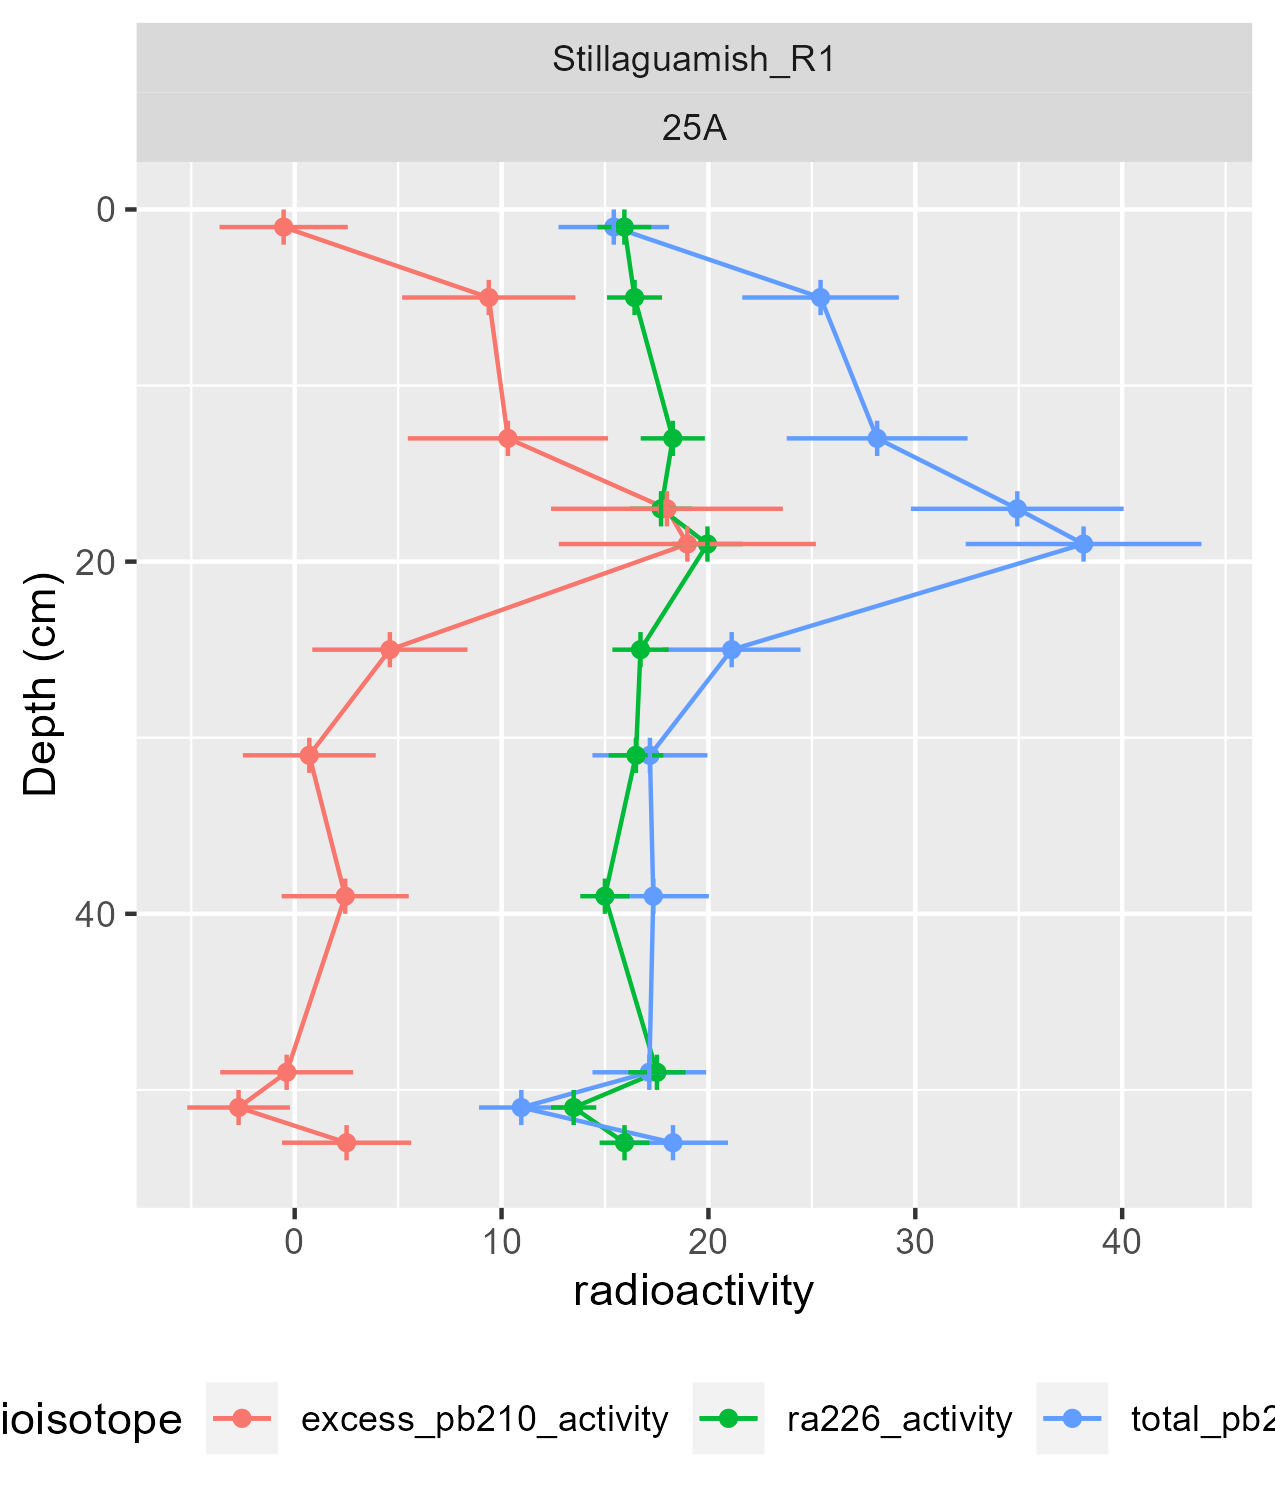 Stillaguamish_R1
25A
0
20
40
Depth (cm)
0 10 20 30 40
radioactivity
ioisotope excess_pb210_activity ra226_activity total_pb2